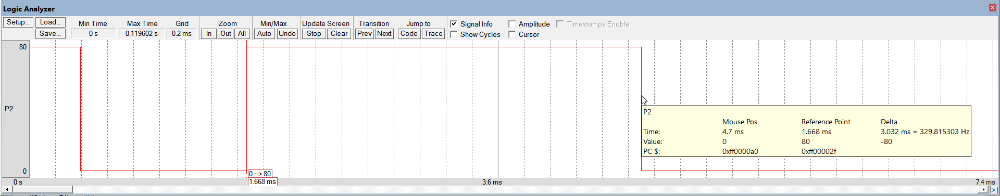 Logic Analyzer
Setup... Load... Min Time Max Time Grid Zoom Min/Max Update Screen Transition Jump to Signal Info Amplitude Timestamps Enable
Save... 0 s 0.119602 s 0.2 ms In Out All Auto Undo Stop Clear Prev Next Code Trace Show Cycles Cursor
80
P2
P2
Mouse Pos Reference Point Delta
Time: 4.7 ms 1.668 ms 3.032 ms = 329.815303 Hz
Value: 0 80 -80
PC $: 0xff0000a0 0xff00002f
0
0 --> 80
0 s 1.668 ms 3.6 ms 7.4 ms